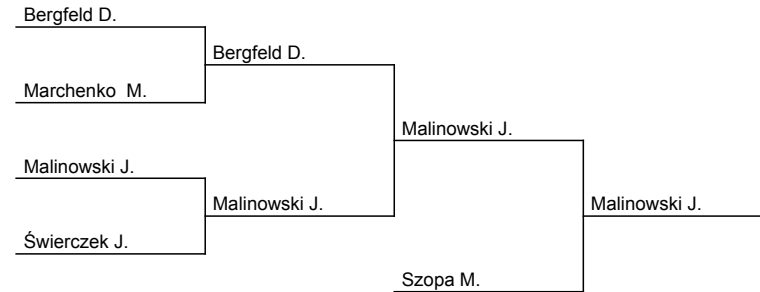 Bergfeld D.
Bergfeld D.
Marchenko  M.
Malinowski J.
Malinowski J.
Malinowski J.
Malinowski J.
Świerczek J.
Szopa M.